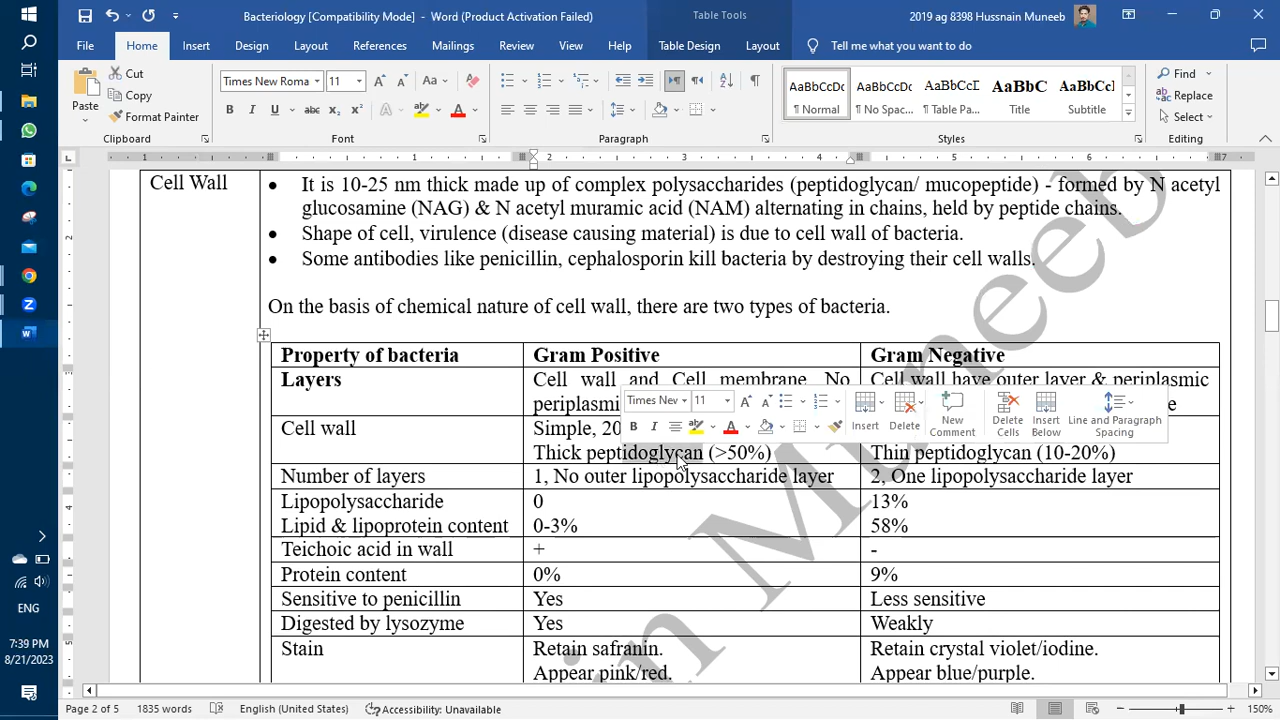 Bacteriology [Compatibility Mode] - Word (Product Activation Failed)
Table Tools
2019 ag 8398 Hussnain Muneeb
File Home Insert Design Layout References Mailings Review View Help Table Design Layout Tell me what you want to do
Cut
Copy
Format Painter
Paste
Clipboard
Times New Roma 11
Font
Paragraph
AaBbCcDc AaBbCcDc AaBbCcD AaBbC AaBbCcl
¶ Normal ¶ No Spac... ¶ Table Pa... Title Subtitle
Styles
Find
Replace
Select
Editing
1 1 2 3 4 5 6 7
Cell Wall
• It is 10-25 nm thick made up of complex polysaccharides (peptidoglycan/ mucopeptide) - formed by N acetyl
glucosamine (NAG) & N acetyl muramic acid (NAM) alternating in chains, held by peptide chains.
• Shape of cell, virulence (disease causing material) is due to cell wall of bacteria.
• Some antibodies like penicillin, cephalosporin kill bacteria by destroying their cell walls.
On the basis of chemical nature of cell wall, there are two types of bacteria.
Property of bacteria Gram Positive Gram Negative
Layers Cell wall and Cell membrane. No Cell wall have outer layer & periplasmic
periplasmi
Times Nev 11
Insert Delete New Comment Delete Cells Insert Below Line and Paragraph Spacing
Cell wall Simple, 20
Thick peptidoglycan (>50%) Thin peptidoglycan (10-20%)
Number of layers 1, No outer lipopolysaccharide layer 2, One lipopolysaccharide layer
Lipopolysaccharide 0 13%
Lipid & lipoprotein content 0-3% 58%
Teichoic acid in wall + -
Protein content 0% 9%
Sensitive to penicillin Yes Less sensitive
Digested by lysozyme Yes Weakly
Stain Retain safranin. Retain crystal violet/iodine.
Appear pink/red. Appear blue/purple.
in Muneeb
ENG
7:39 PM
8/21/2023
Page 2 of 5 1835 words English (United States) Accessibility: Unavailable 150%